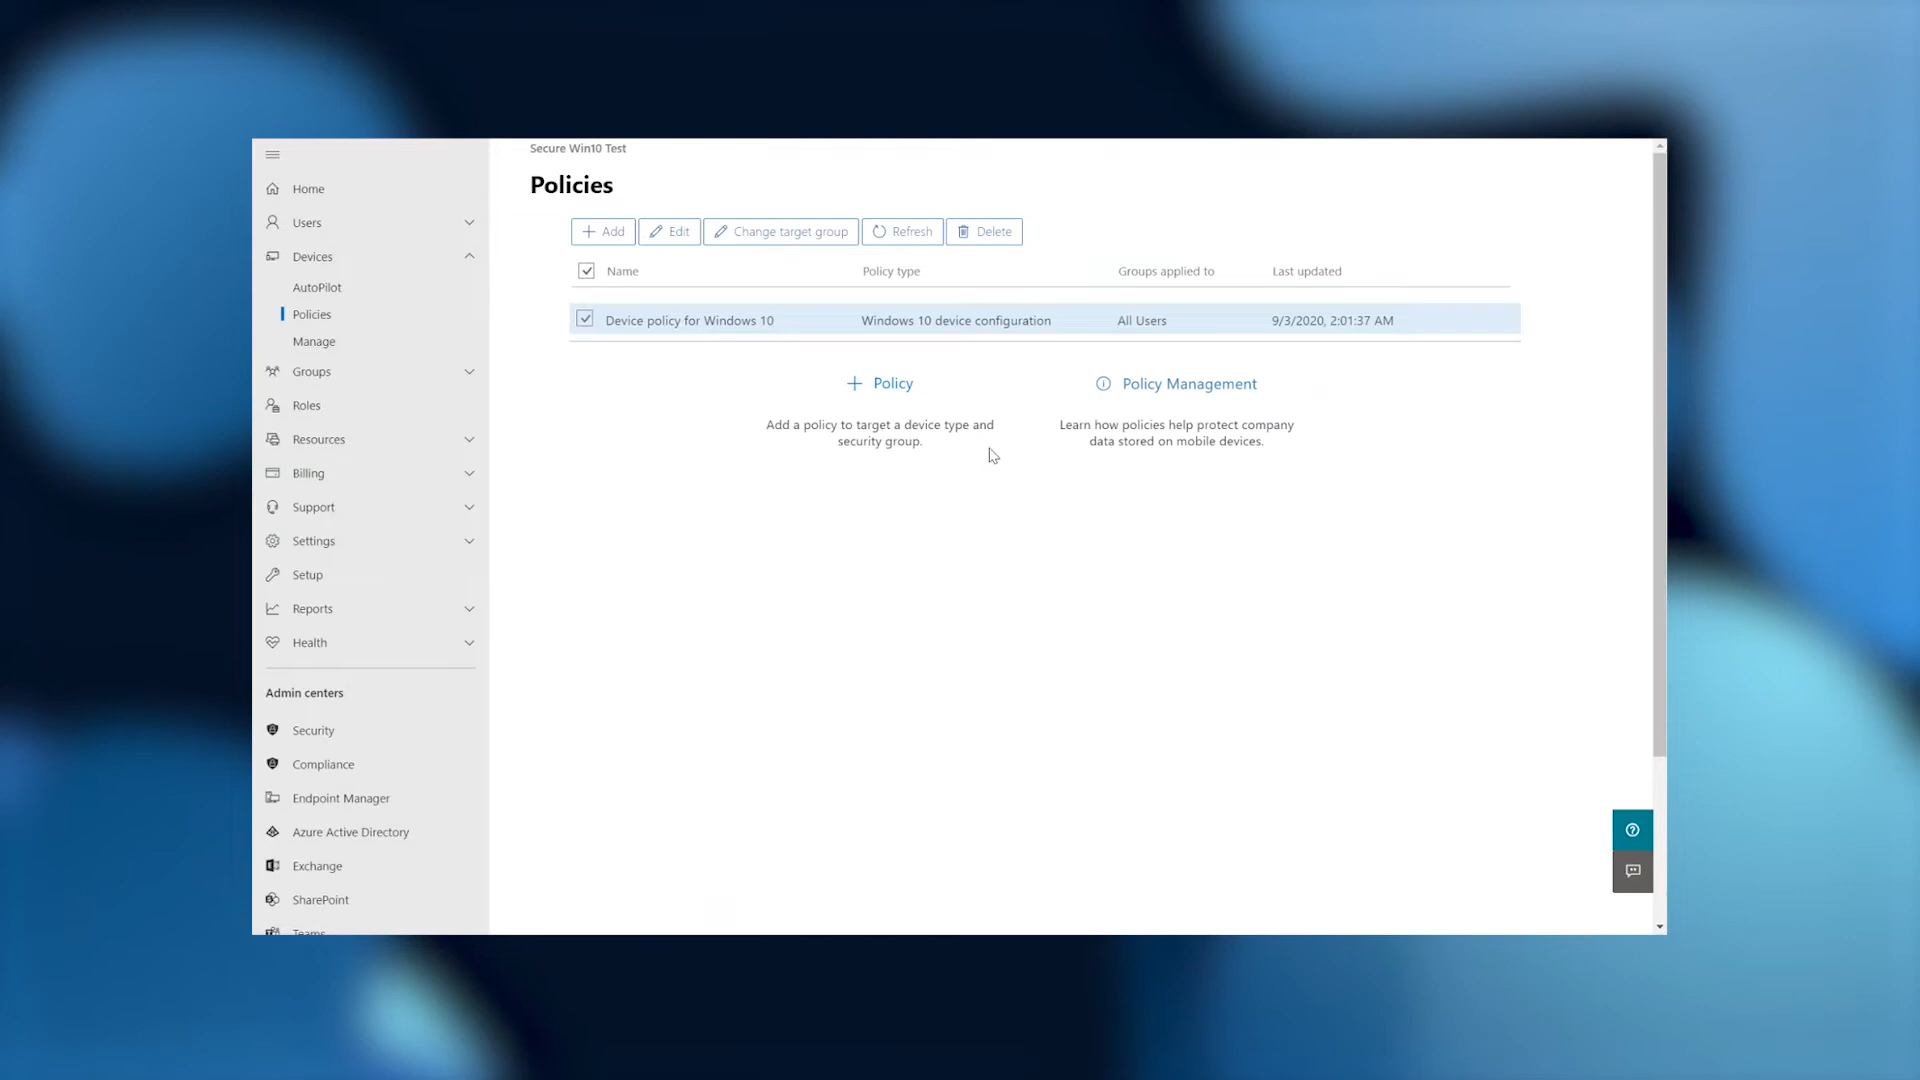 Secure Win10 Test
Policies
Home
Users
Devices
AutoPilot
Policies
Manage
Groups
Roles
Resources
Billing
Support
Settings
Setup
Reports
Health
Admin centers
Security
Compliance
Endpoint Manager
Azure Active Directory
Exchange
SharePoint
Teams
Add Edit Change target group Refresh Delete
Name Policy type Groups applied to Last updated
Device policy for Windows 10 Windows 10 device configuration All Users 9/3/2020, 2:01:37 AM
Policy
Add a policy to target a device type and
security group.
Policy Management
Learn how policies help protect company
data stored on mobile devices.